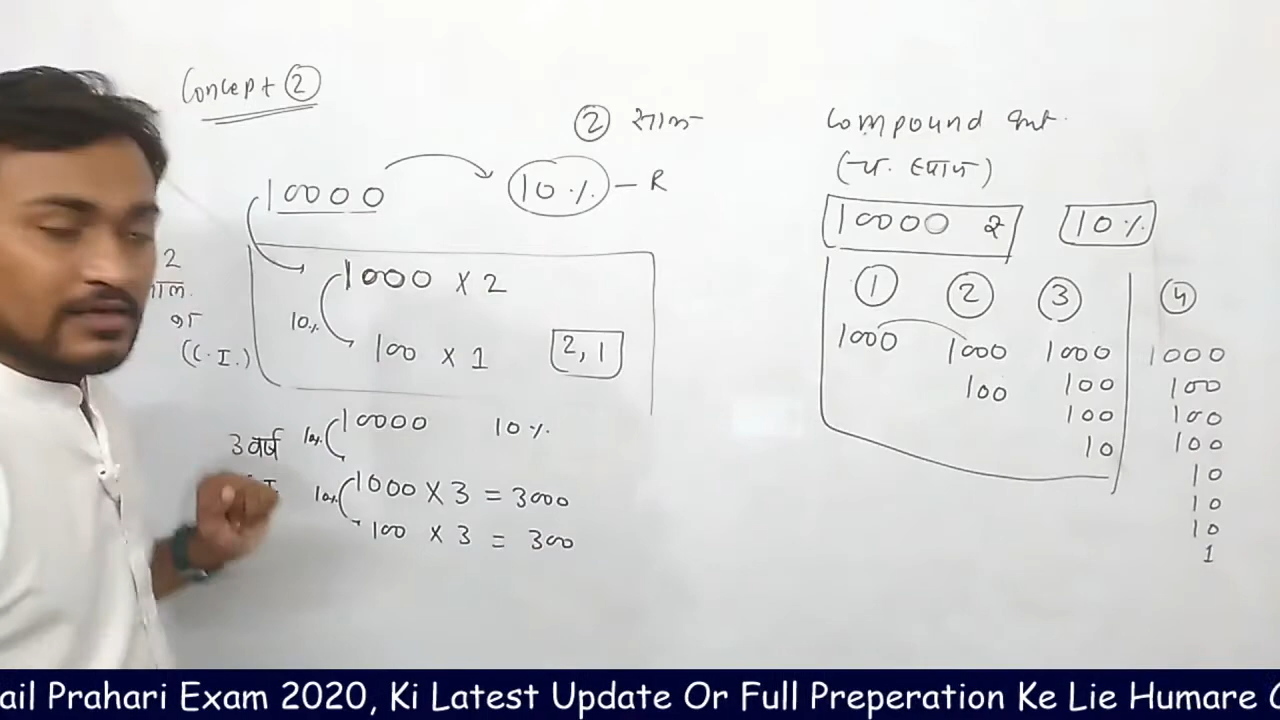 Concept ②
② साल
10000
10% – R
2
साल
का
(C.I.)
1000 × 2
10%
100 × 1
2, 1
3 वर्ष
10%
10000
10%
10%
1000 × 3 = 3000
100 × 3 = 300
Compound
(च. ब्याज)
10000 ₹
10%
① ② ③ ④
1000 1000 1000 1000
100 100 100
100 100
10 100
10
10
10
1
ail Prahari Exam 2020, Ki Latest Update Or Full Preperation Ke Lie Humare